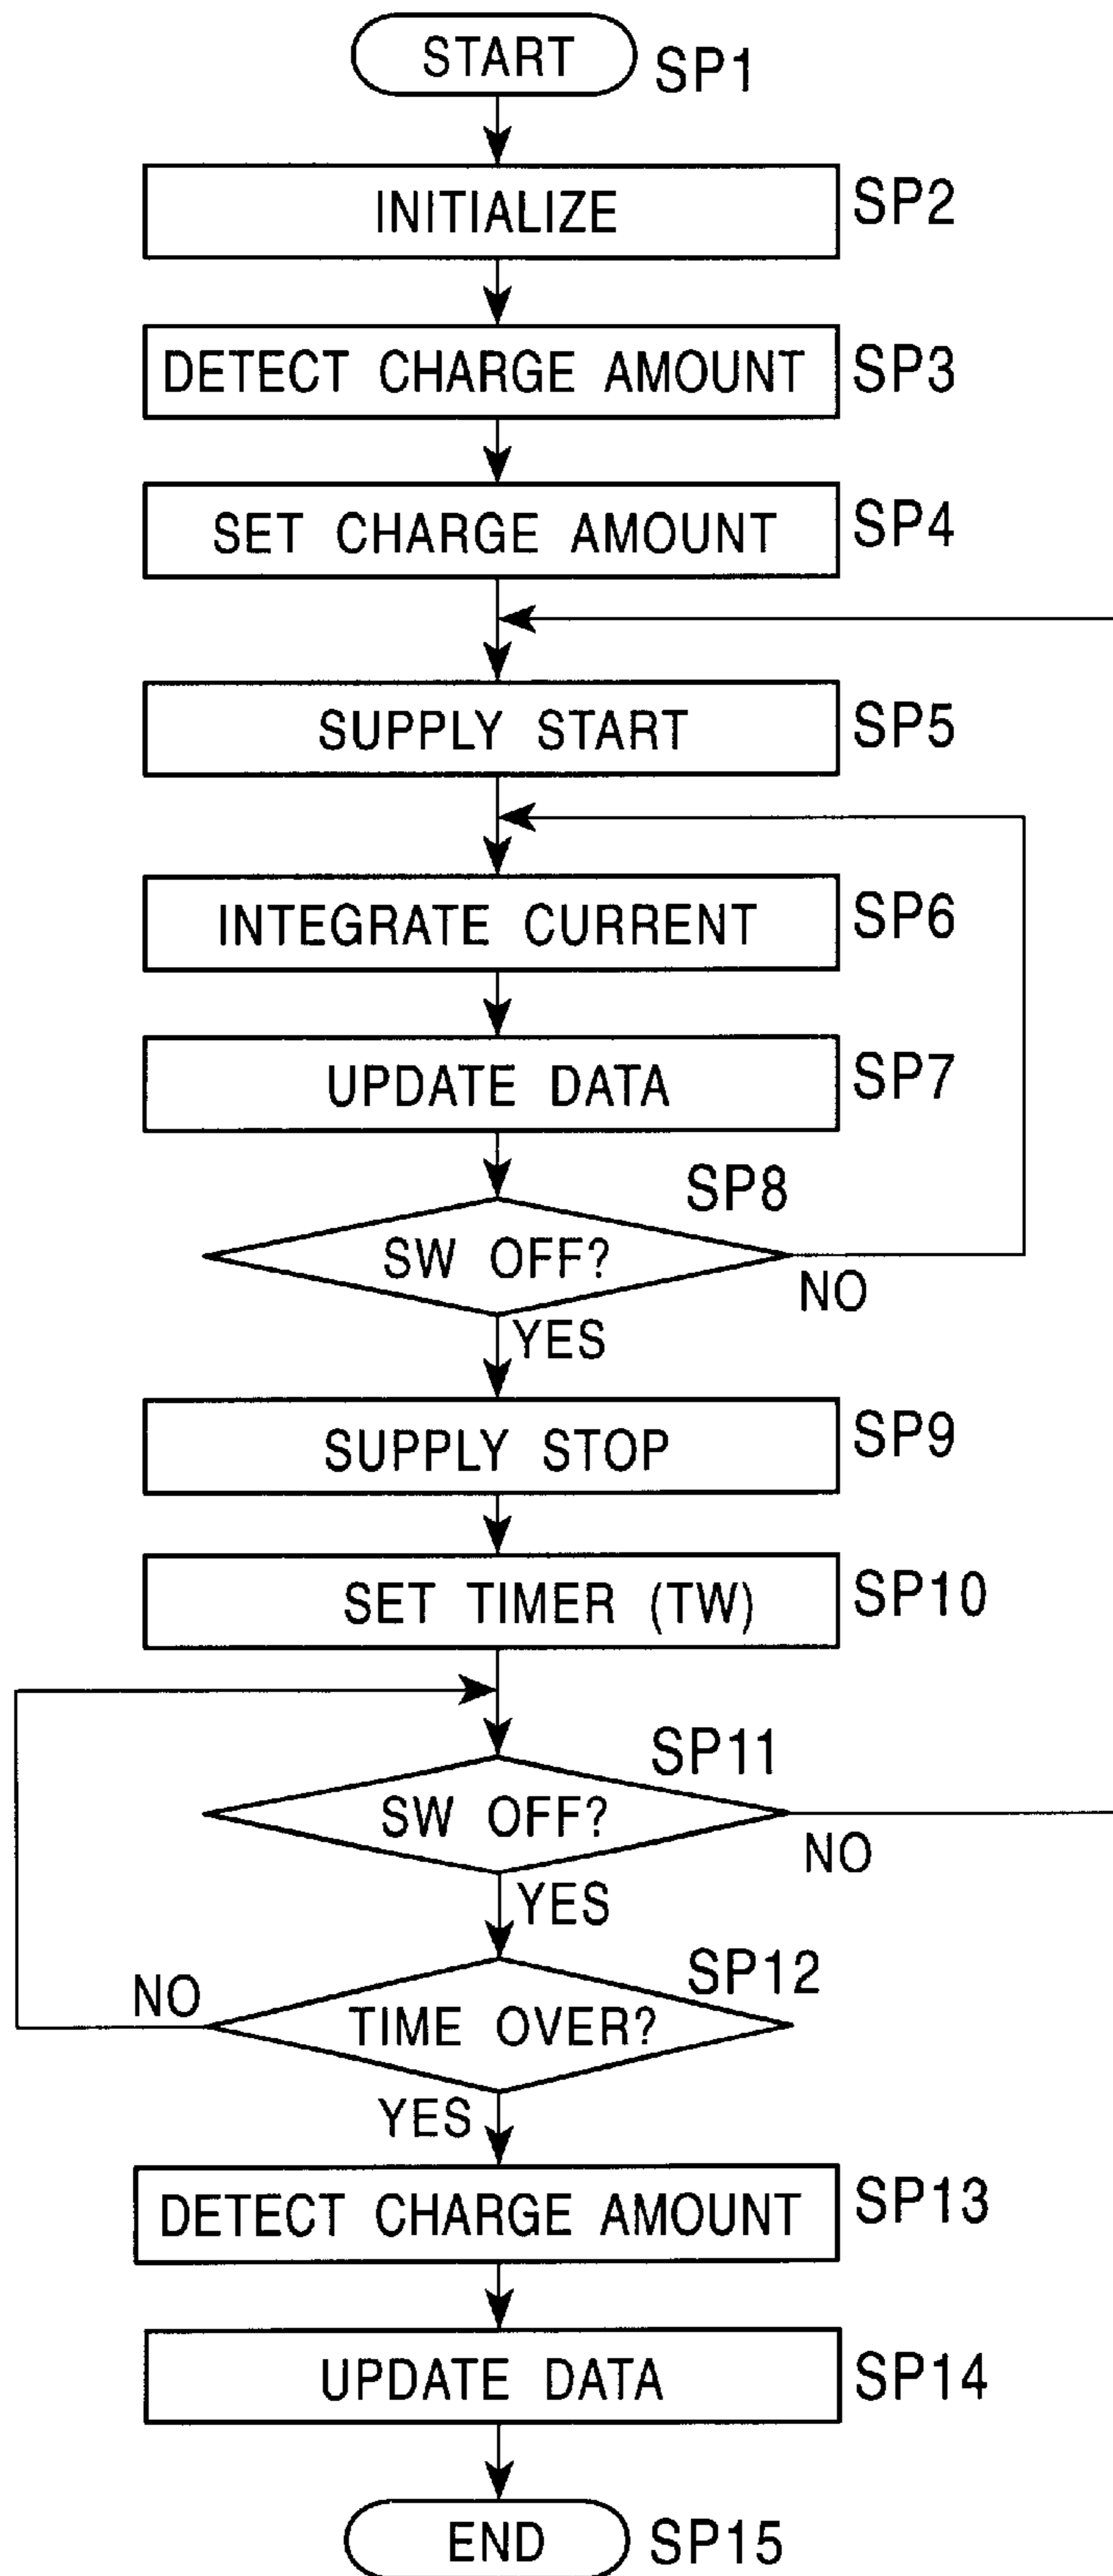 START SP1
INITIALIZE SP2
DETECT CHARGE AMOUNT SP3
SET CHARGE AMOUNT SP4
SUPPLY START SP5
INTEGRATE CURRENT SP6
UPDATE DATA SP7
SP8
SW OFF?
NO
YES
SUPPLY STOP SP9
SET TIMER (TW) SP10
SP11
SW OFF?
NO
YES
SP12
NO
TIME OVER?
YES
DETECT CHARGE AMOUNT SP13
UPDATE DATA SP14
END SP15